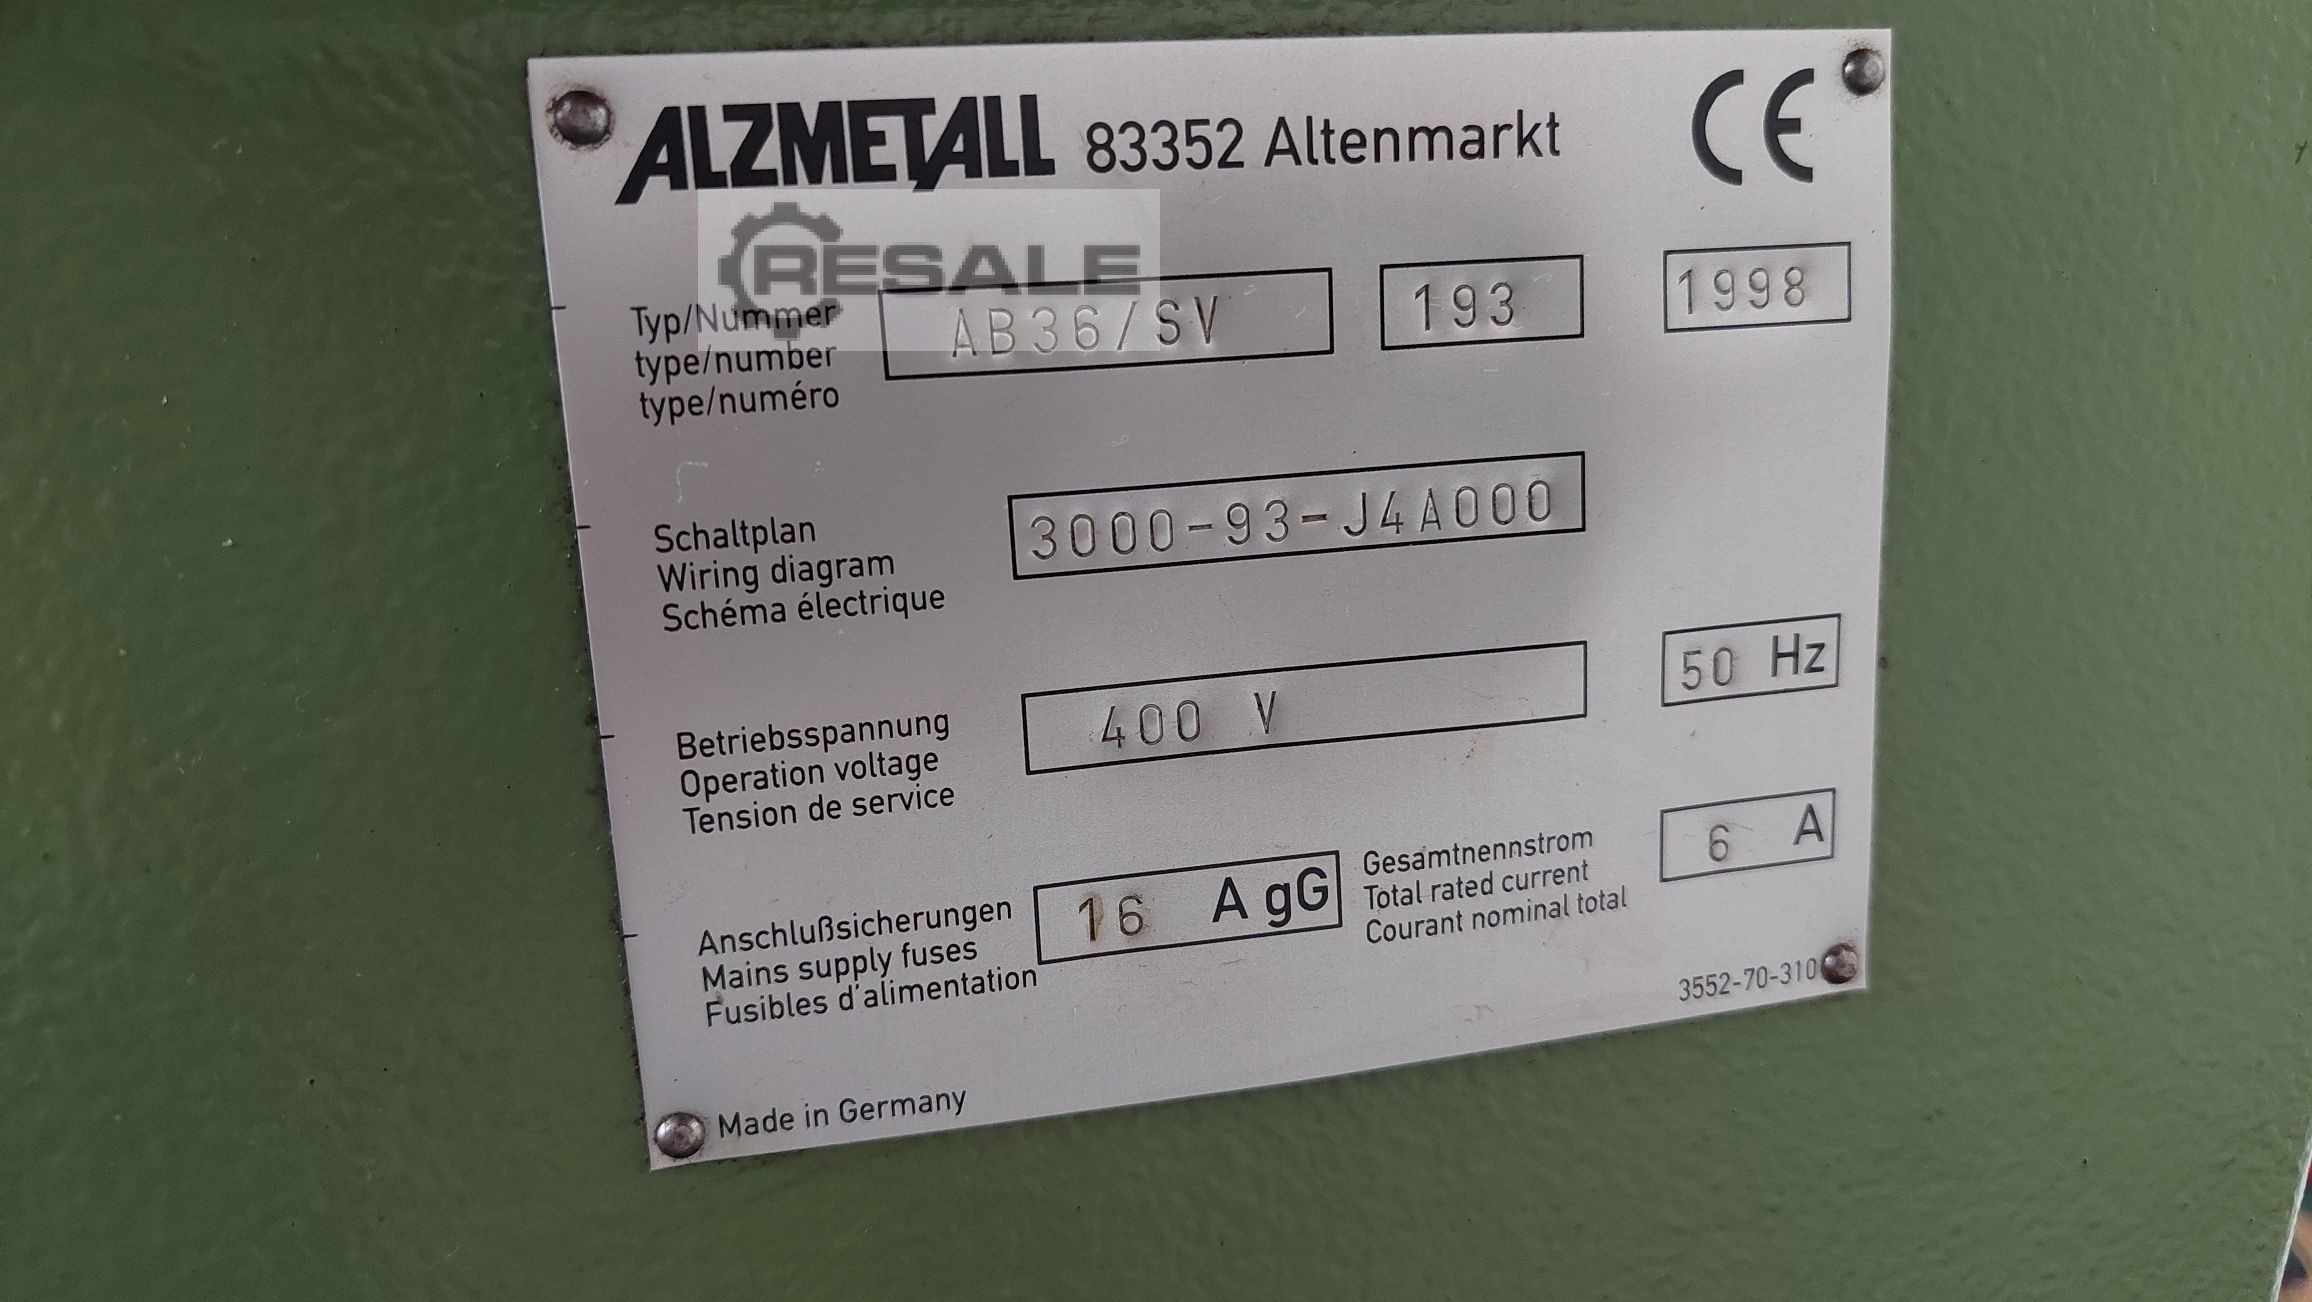 ALZMETALL 83352 Altenmarkt CE
RESALE
Typ/Nummer
type/number
type/numéro
AB36/SV 193 1998
Schaltplan
Wiring diagram
Schéma électrique
3000-93-J4A000
Betriebsspannung
Operation voltage
Tension de service
400 V 50 Hz
Anschlußsicherungen
Mains supply fuses
Fusibles d'alimentation
16 A gG
Gesamtnennstrom
Total rated current
Courant nominal total
6 A
3552-70-310
Made in Germany